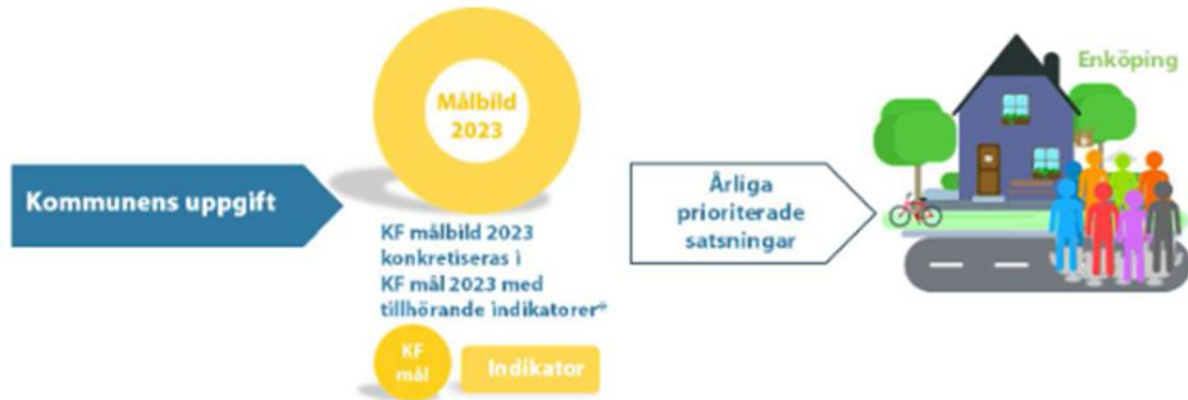 Kommunens uppgift
Målbild
2023
KF målbild 2023
konkretiseras i
KF mål 2023 med
tillhörande indikatorer*
KF
mål
Indikator
Årliga
prioriterade
satsningar
Enköping